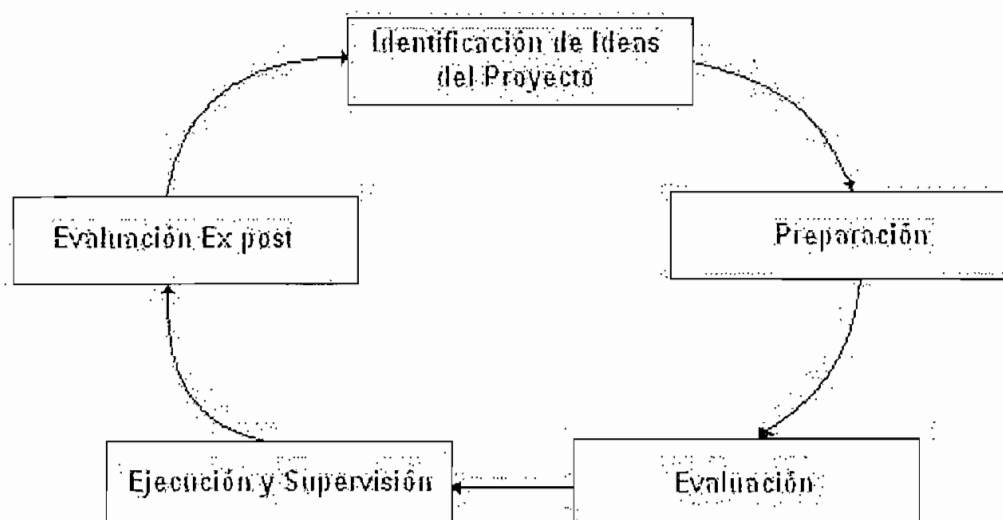 Identificación de Ideas
del Proyecto
Evaluación Ex post
Preparación
Ejecución y Supervisión
Evaluación